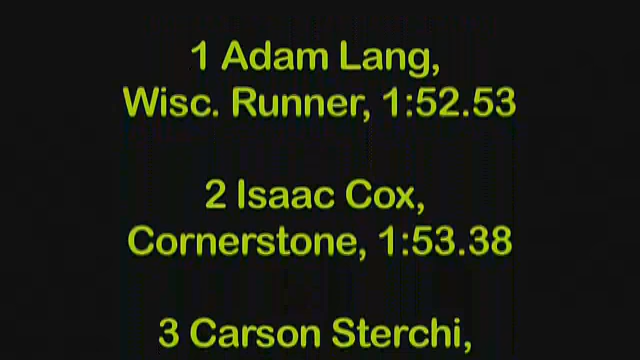 1 Adam Lang,
Wisc. Runner, 1:52.53
2 Isaac Cox,
Cornerstone, 1:53.38
3 Carson Sterchi,